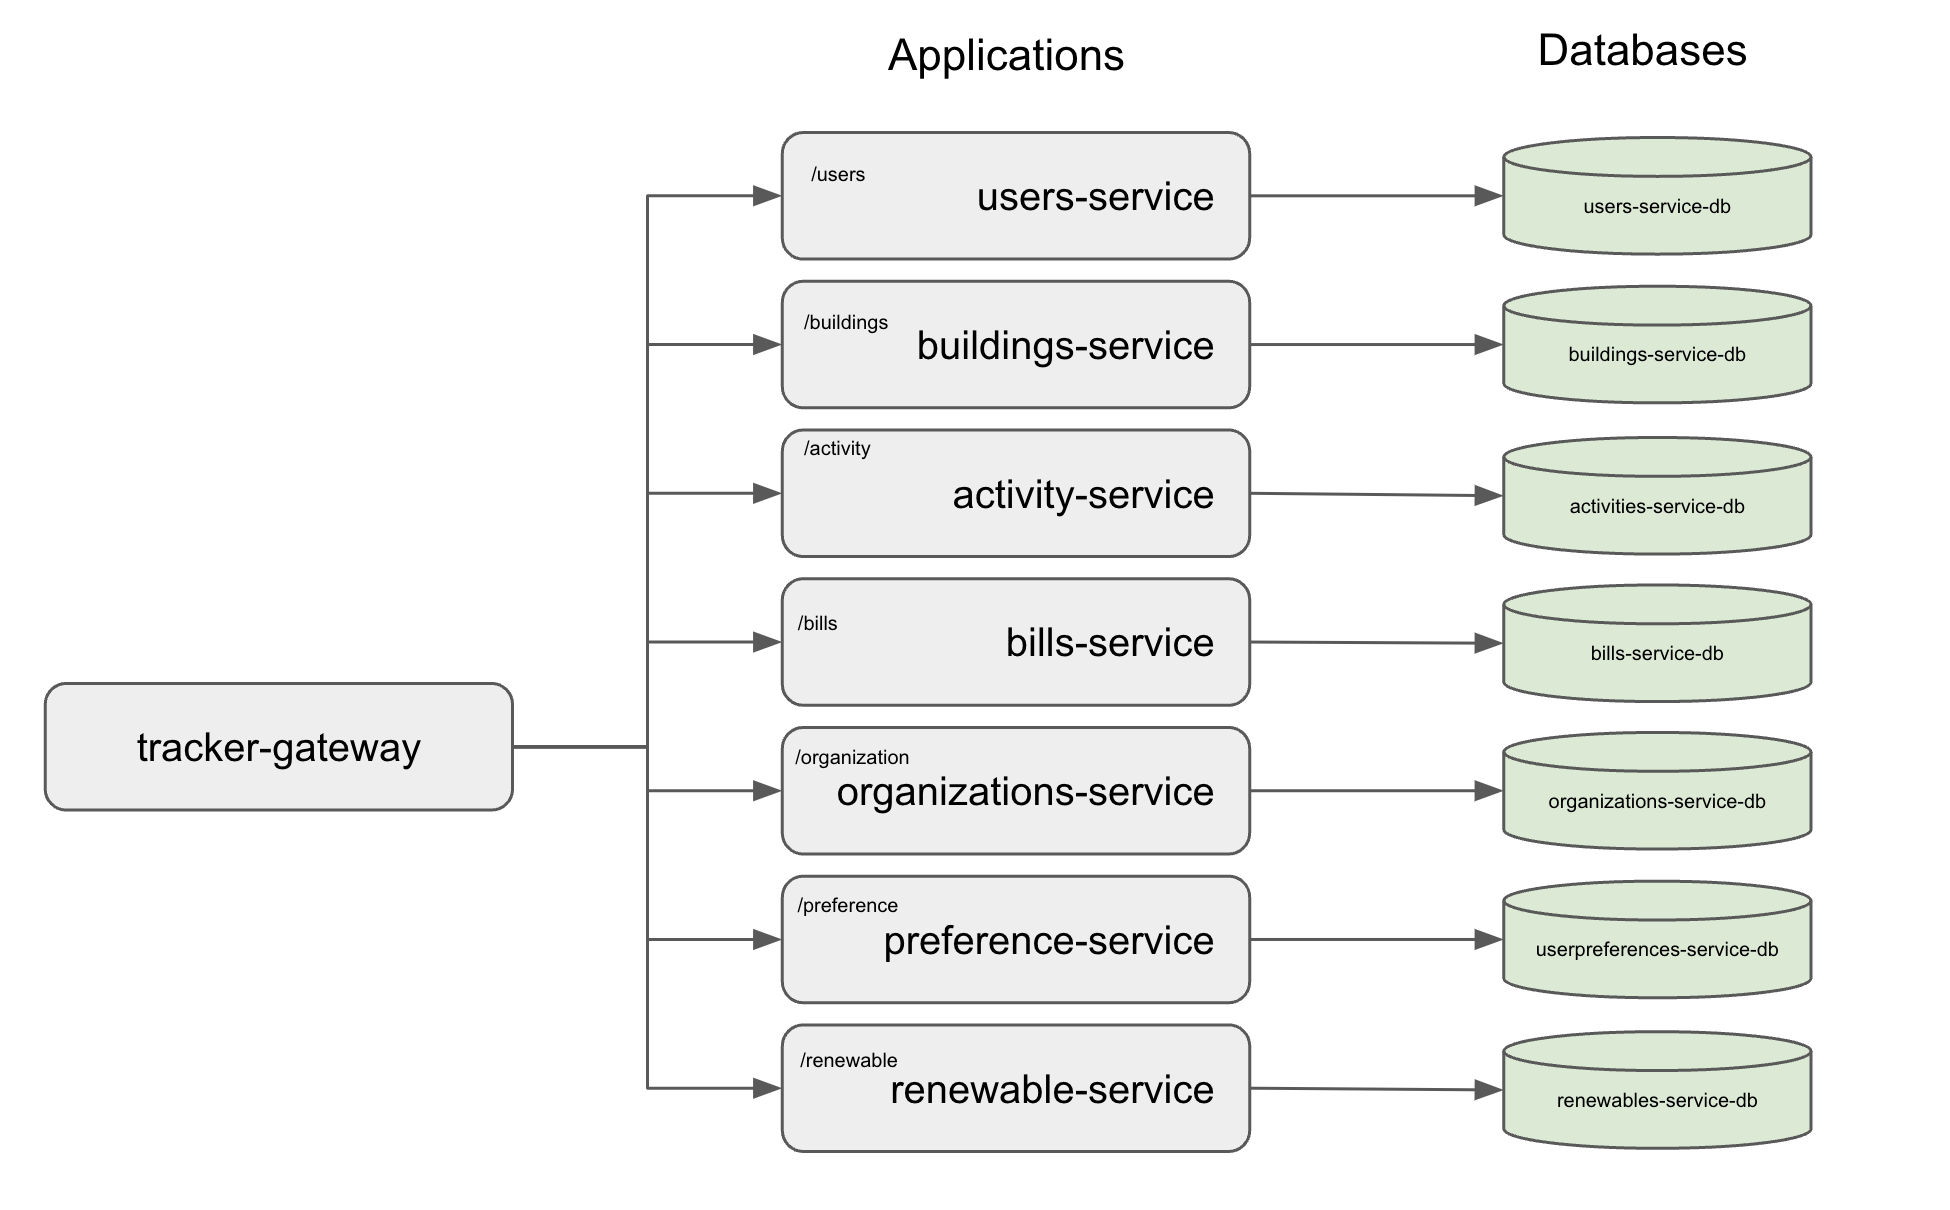 Applications
Databases
/users
users-service
users-service-db
/buildings
buildings-service
buildings-service-db
/activity
activity-service
activities-service-db
/bills
bills-service
bills-service-db
tracker-gateway
/organization
organizations-service
organizations-service-db
/preference
preference-service
userpreferences-service-db
/renewable
renewable-service
renewables-service-db